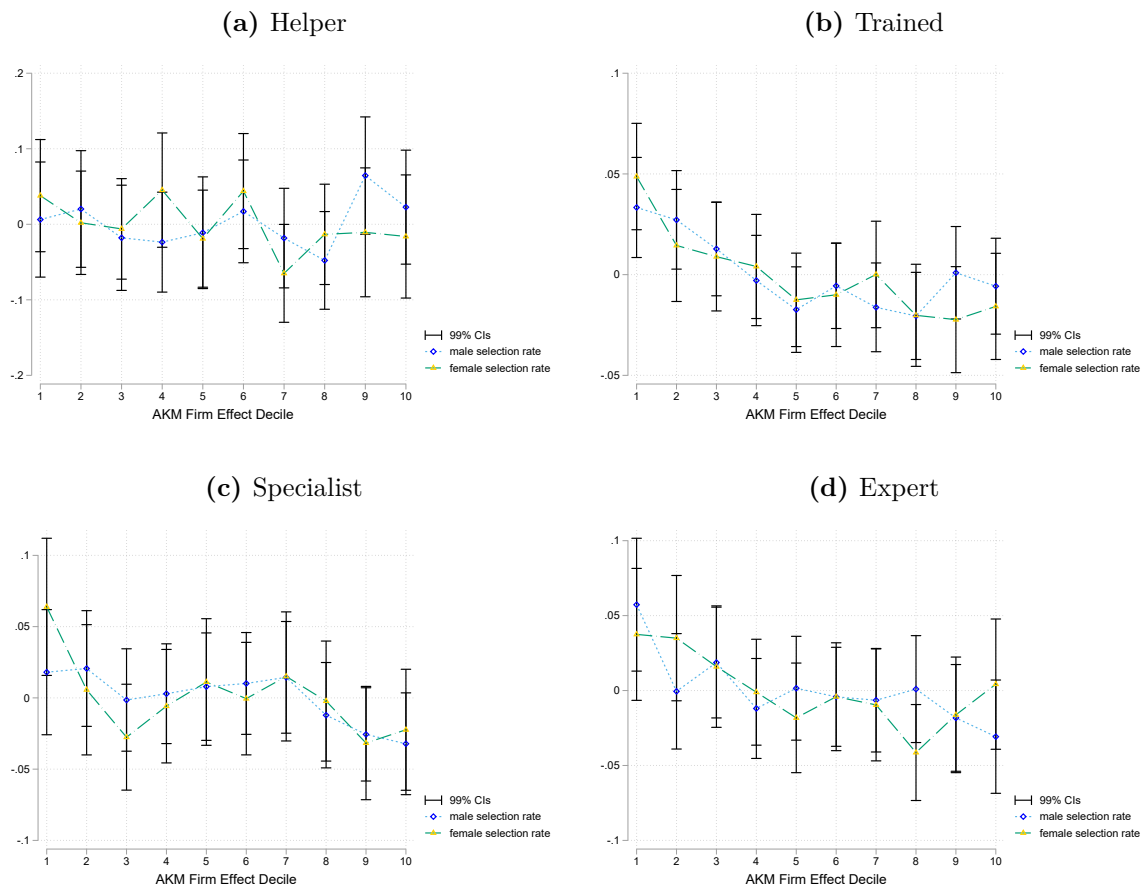 (a) Helper
.2
.1
0
-.1
-.2
1 2 3 4 5 6 7 8 9 10
AKM Firm Effect Decile
99% CIs
male selection rate
female selection rate
(b) Trained
.1
.05
0
-.05
1 2 3 4 5 6 7 8 9 10
AKM Firm Effect Decile
99% CIs
male selection rate
female selection rate
(c) Specialist
.1
.05
0
-.05
-.1
1 2 3 4 5 6 7 8 9 10
AKM Firm Effect Decile
99% CIs
male selection rate
female selection rate
(d) Expert
.1
.05
0
-.05
-.1
1 2 3 4 5 6 7 8 9 10
AKM Firm Effect Decile
99% CIs
male selection rate
female selection rate